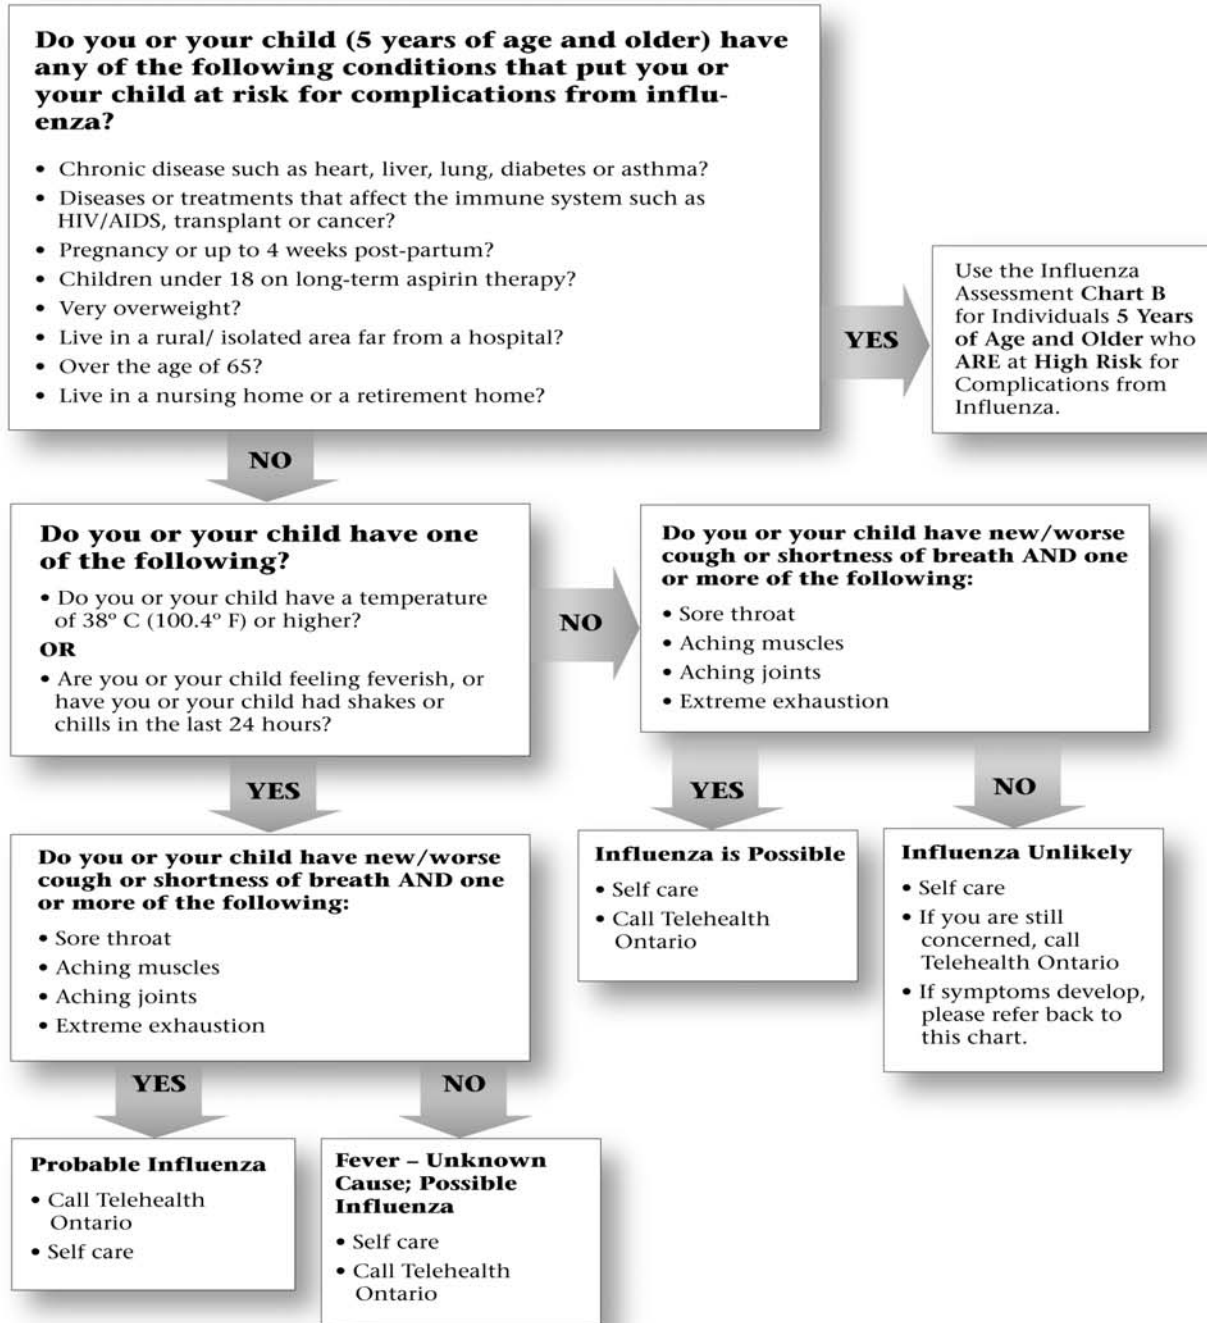 Do you or your child (5 years of age and older) have
any of the following conditions that put you or
your child at risk for complications from influ-
enza?
• Chronic disease such as heart, liver, lung, diabetes or asthma?
• Diseases or treatments that affect the immune system such as
HIV/AIDS, transplant or cancer?
• Pregnancy or up to 4 weeks post-partum?
• Children under 18 on long-term aspirin therapy?
• Very overweight?
• Live in a rural/ isolated area far from a hospital?
• Over the age of 65?
• Live in a nursing home or a retirement home?
YES
Use the Influenza
Assessment Chart B
for Individuals 5 Years
of Age and Older who
ARE at High Risk for
Complications from
Influenza.
NO
Do you or your child have one
of the following?
• Do you or your child have a temperature
of 38º C (100.4º F) or higher?
OR
• Are you or your child feeling feverish, or
have you or your child had shakes or
chills in the last 24 hours?
NO
Do you or your child have new/worse
cough or shortness of breath AND one
or more of the following:
• Sore throat
• Aching muscles
• Aching joints
• Extreme exhaustion
YES
Do you or your child have new/worse
cough or shortness of breath AND one
or more of the following:
• Sore throat
• Aching muscles
• Aching joints
• Extreme exhaustion
YES
Influenza is Possible
• Self care
• Call Telehealth
Ontario
NO
Influenza Unlikely
• Self care
• If you are still
concerned, call
Telehealth Ontario
• If symptoms develop,
please refer back to
this chart.
YES
Probable Influenza
• Call Telehealth
Ontario
• Self care
NO
Fever – Unknown
Cause; Possible
Influenza
• Self care
• Call Telehealth
Ontario